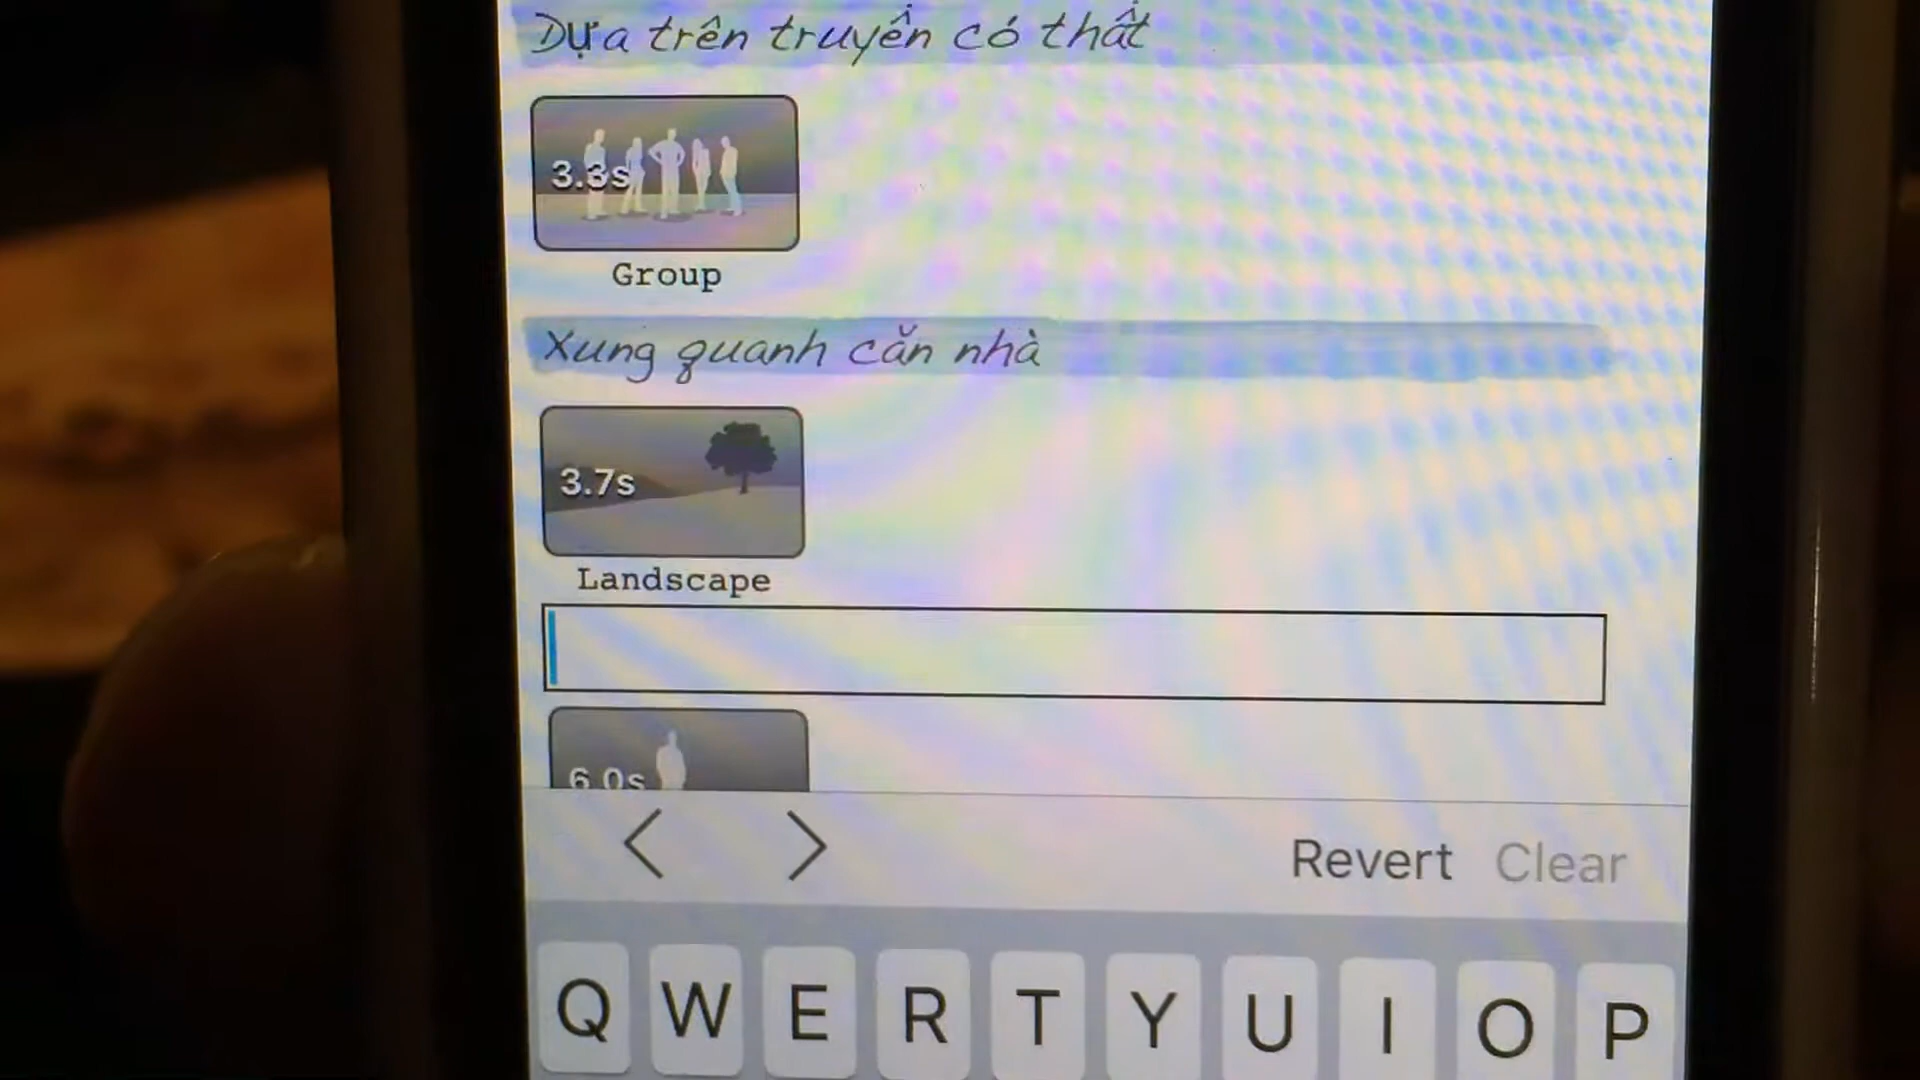 Dựa trên truyền có thất
3.3s
Group
Xung quanh căn nhà
3.7s
Landscape
6.0s
Revert Clear
Q W E R T Y U I O P